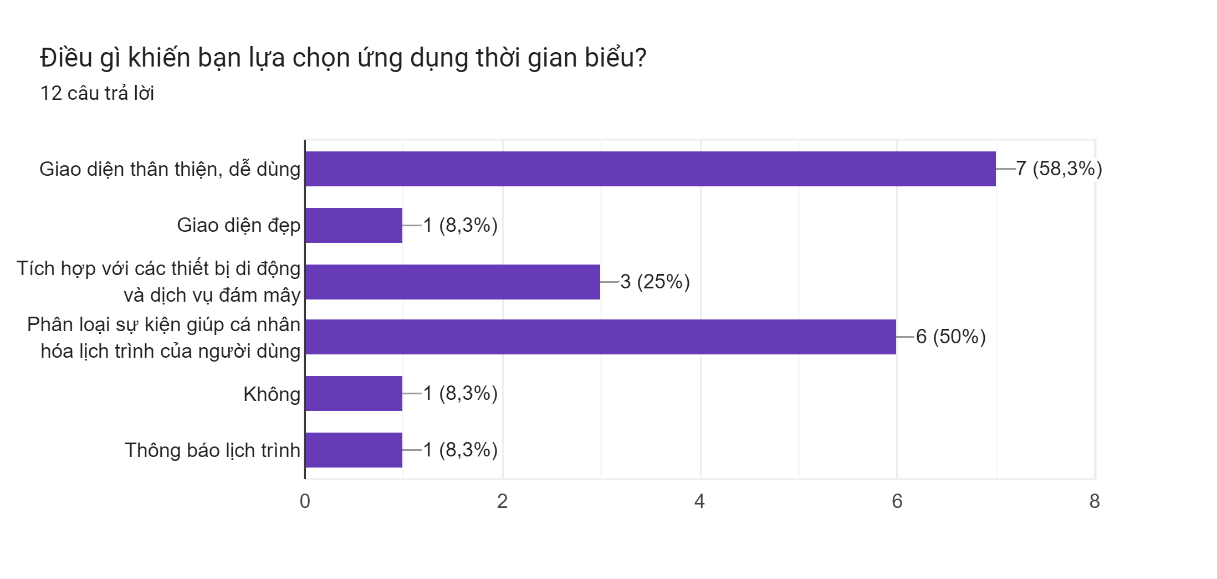 Điều gì khiến bạn lựa chọn ứng dụng thời gian biểu?
12 câu trả lời
Giao diện thân thiện, dễ dùng
7 (58,3%)
Giao diện đẹp
1 (8,3%)
Tích hợp với các thiết bị di động
và dịch vụ đám mây
3 (25%)
Phân loại sự kiện giúp cá nhân
hóa lịch trình của người dùng
6 (50%)
Không
1 (8,3%)
Thông báo lịch trình
1 (8,3%)
0 2 4 6 8